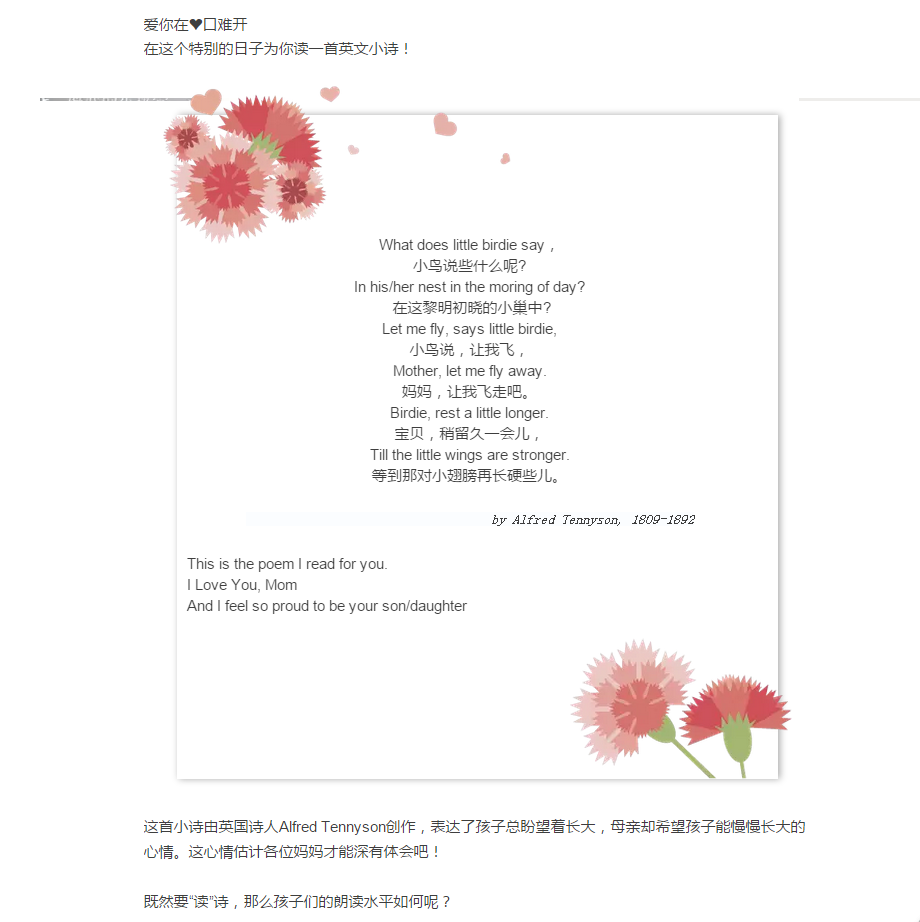 爱你在❤口难开
在这个特别的日子为你读一首英文小诗！
What does little birdie say，
小鸟说些什么呢?
In his/her nest in the moring of day?
在这黎明初晓的小巢中?
Let me fly, says little birdie,
小鸟说，让我飞，
Mother, let me fly away.
妈妈，让我飞走吧。
Birdie, rest a little longer.
宝贝，稍留久一会儿，
Till the little wings are stronger.
等到那对小翅膀再长硬些儿。
by Alfred Tennyson, 1809-1892
This is the poem I read for you.
I Love You, Mom
And I feel so proud to be your son/daughter
这首小诗由英国诗人Alfred Tennyson创作，表达了孩子总盼望着长大，母亲却希望孩子能慢慢长大的
心情。这心情估计各位妈妈才能深有体会吧！
既然要“读”诗，那么孩子们的朗读水平如何呢？